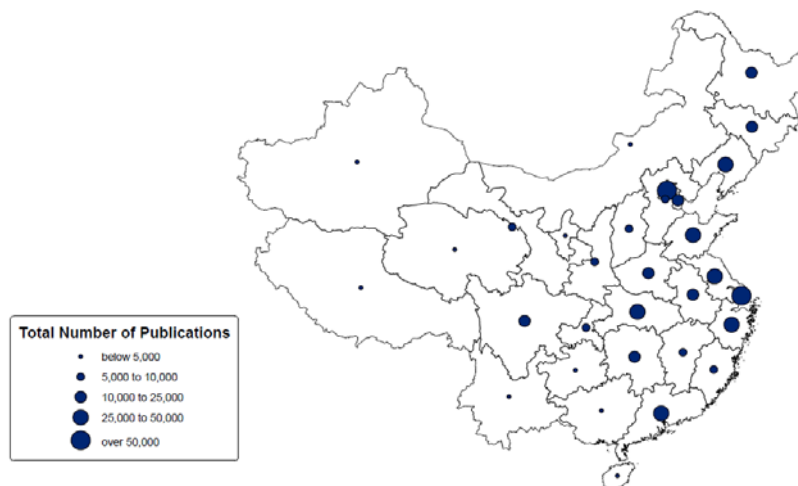 Total Number of Publications
below 5,000
5,000 to 10,000
10,000 to 25,000
25,000 to 50,000
over 50,000